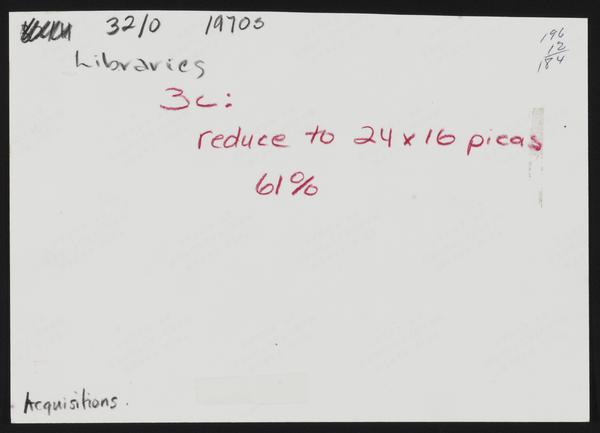 32/0 1970s
Libraries
196
12
184
3c:
reduce to 24 x 16 picas
61%
Acquisitions.